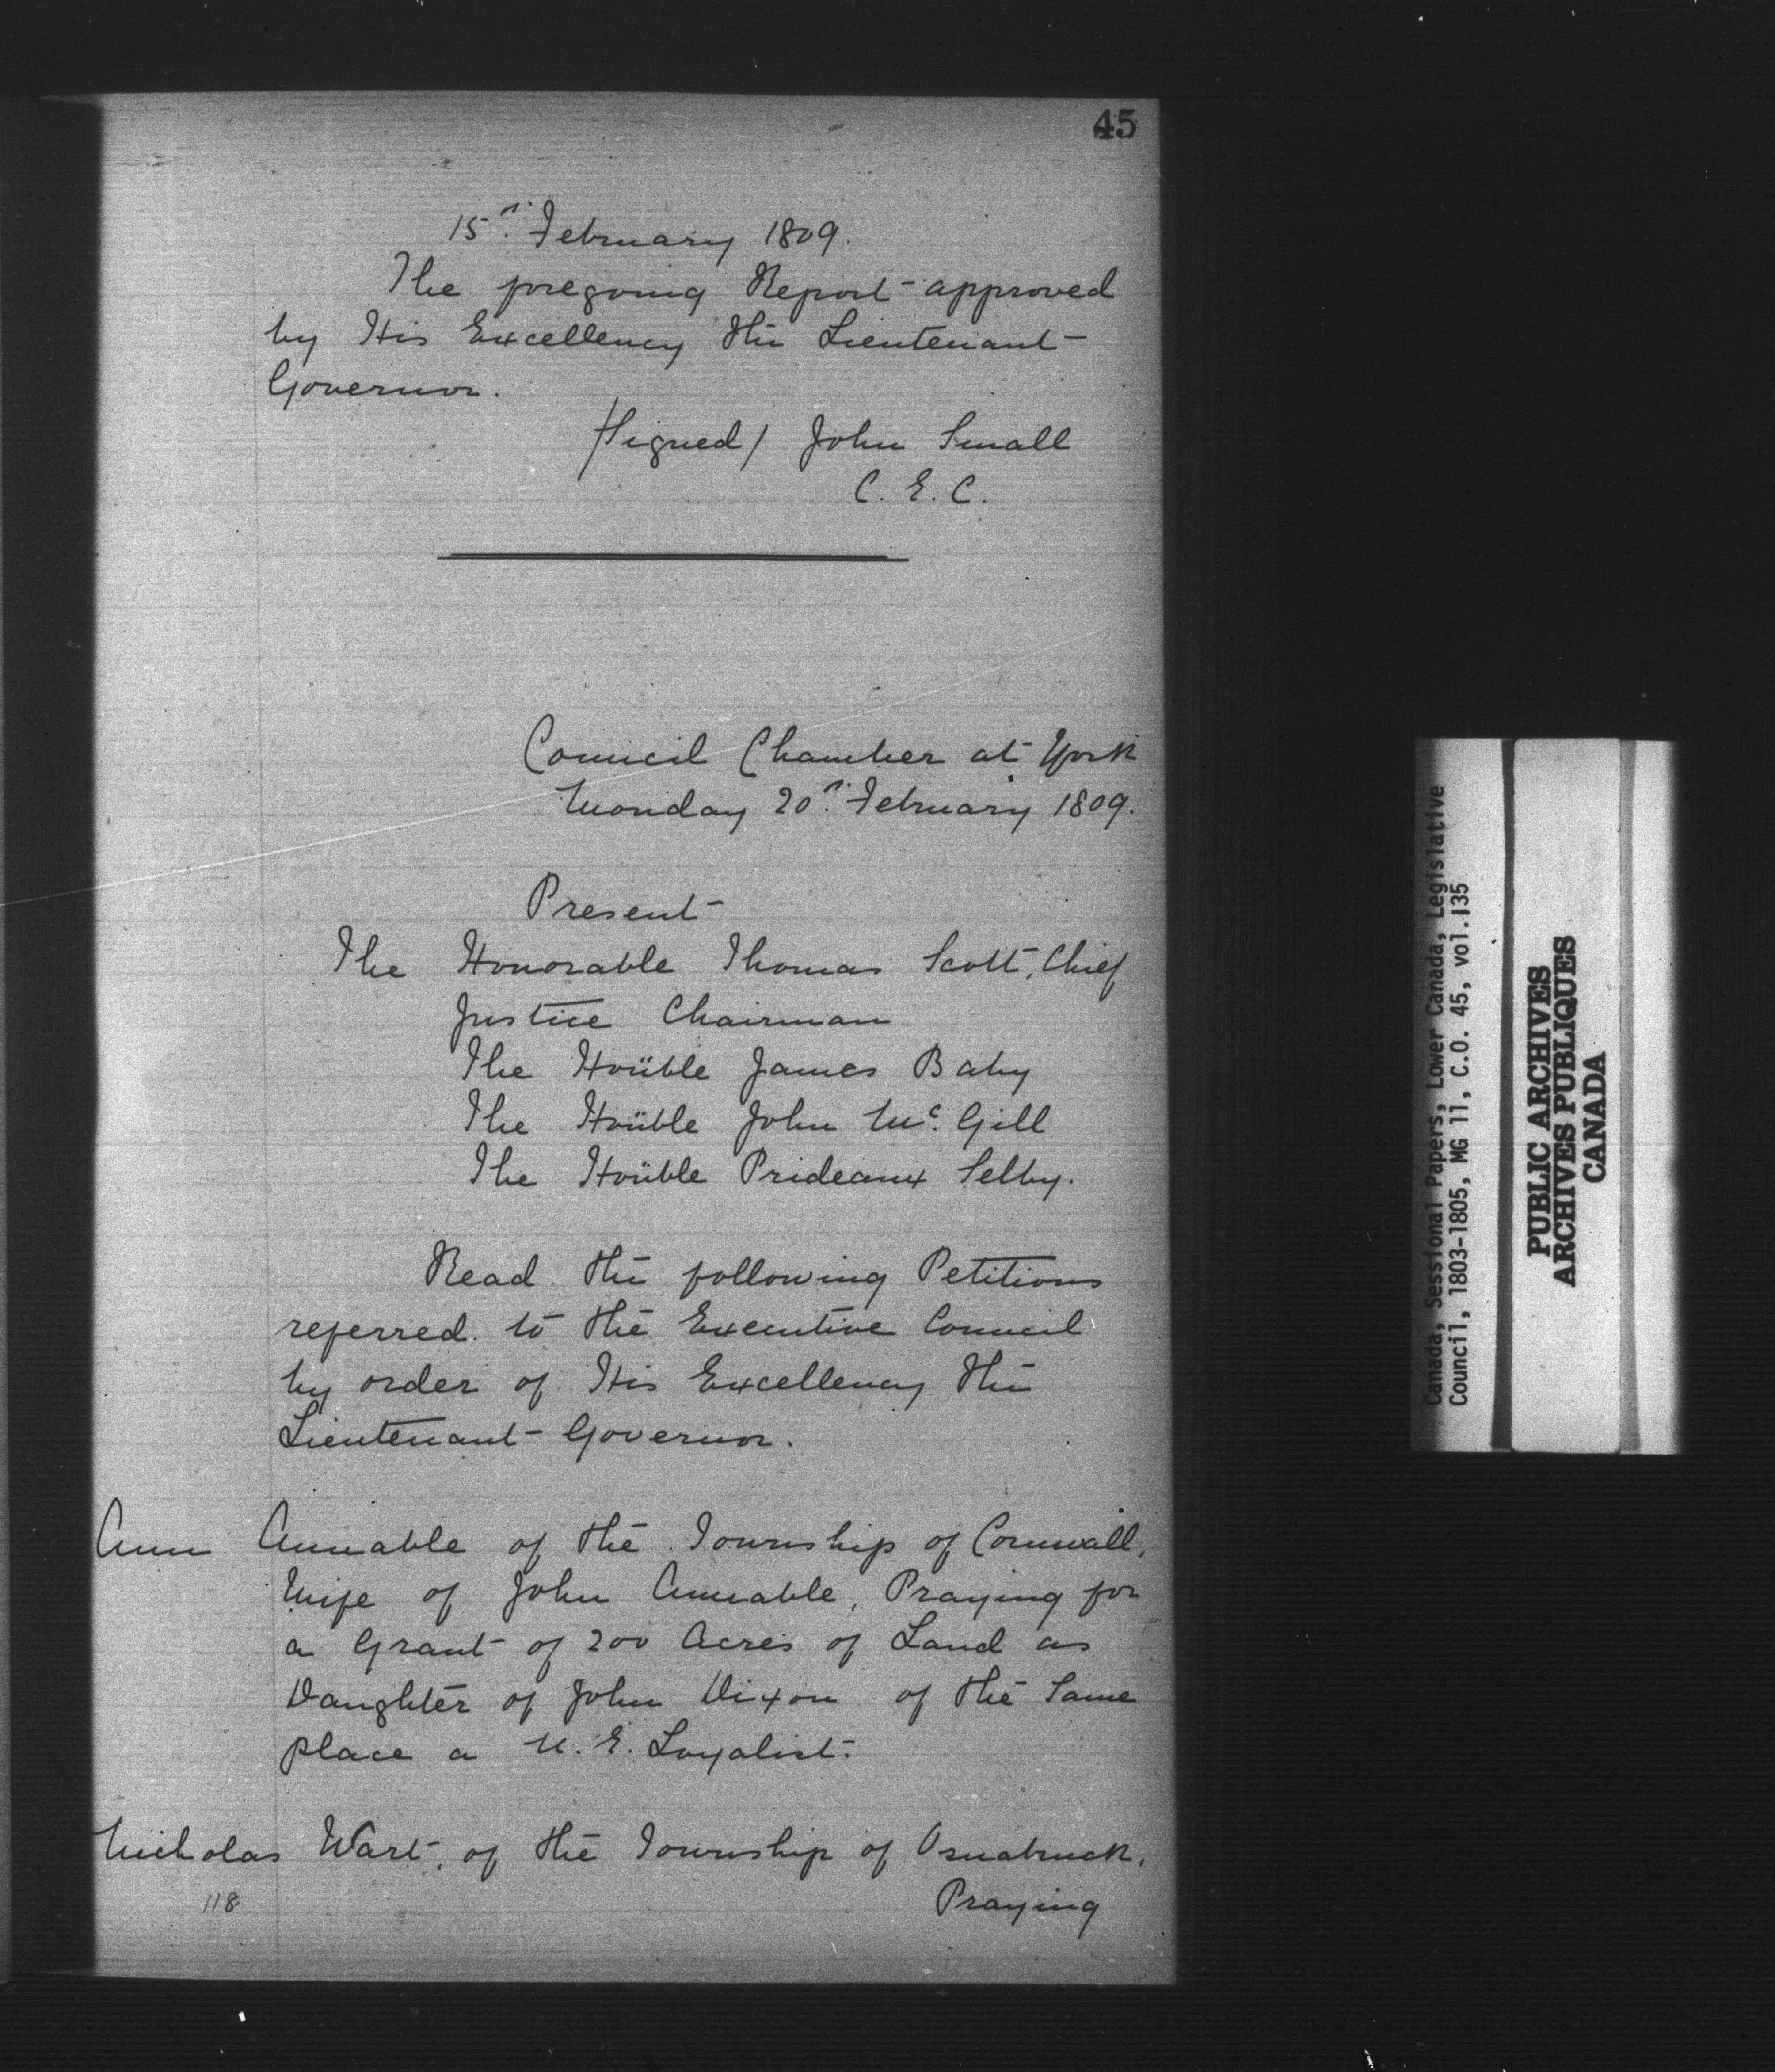 45
15th February 1809.
The foregoing Report approved
by His Excellency the Lieutenant
Governor.
/Signed/ John Small
C. E. C.
Council Chamber at York
Monday 20th February 1809.
Present
The Honorable Thomas Scott, Chief
Justice Chairman
The Honble James Baby
The Honble John Mc. Gill
The Honble Prideaux Selby.
Read the following Petitions
referred to the Executive Council
by order of His Excellency the
Lieutenant Governor.
Ann Annable of the Township of Cornwall,
Wife of John Annable, Praying for
a Grant of 200 Acres of Land as
Daughter of John Dixon of the Same
place a U. E. Loyalist.
Nicholas Wart, of the Township of Osnabruck,
118
Praying
Canada, Sessional Papers, Lower Canada, Legislative
Council, 1803-1805, MG 11, C.O. 45, vol.135
PUBLIC ARCHIVES
ARCHIVES PUBLIQUES
CANADA